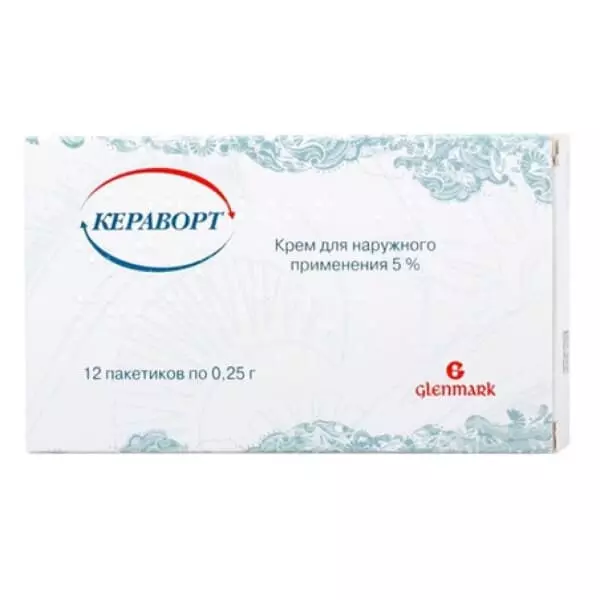 КЕРАВОРТ
Крем для наружного
применения 5 %
12 пакетиков по 0,25 г
G
Glenmark